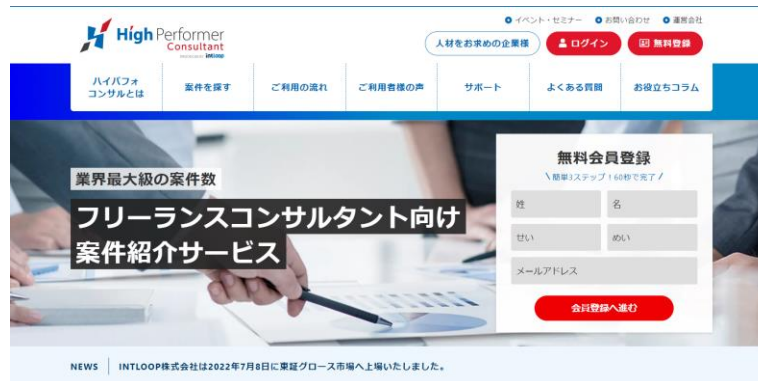 イベント・セミナー
お問い合わせ
運営会社
High Performer
Consultant
人材をお求めの企業様
ログイン
無料登録
ハイパフォ
コンサルとは
案件を探す
ご利用の流れ
ご利用者様の声
サポート
よくある質問
お役立ちコラム
業界最大級の案件数
フリーランスコンサルタント向け
案件紹介サービス
無料会員登録
\ 簡単3ステップ!60秒で完了 /
姓
名
せい
めい
メールアドレス
会員登録へ進む
NEWS
INTLOOP株式会社は2022年7月8日に東証グロース市場へ上場いたしました。